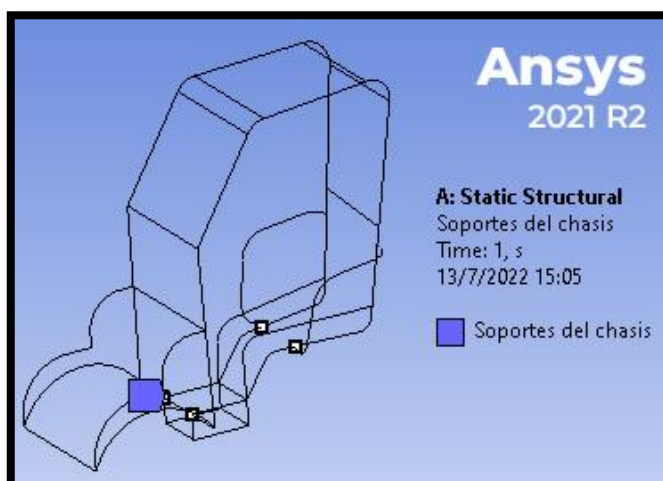 Ansys
2021 R2
A: Static Structural
Soportes del chasis
Time: 1, s
13/7/2022 15:05
Soportes del chasis